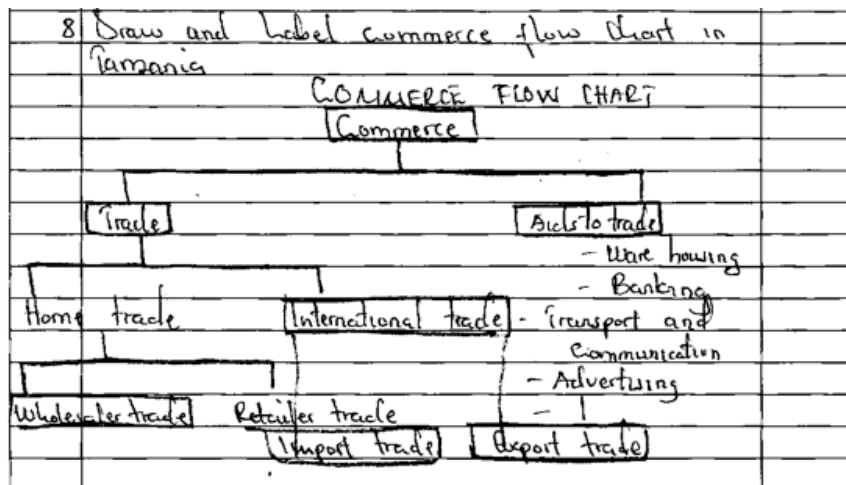 8 Draw and Label Commerce flow Chart in
Tanzania
COMMERCE FLOW CHART
Commerce
Trade
Aids to trade
- Ware housing
- Banking
Home trade
International trade
- Transport and
Communication
- Advertising
-
Wholesaler trade
Retailer trade
Import trade
Export trade